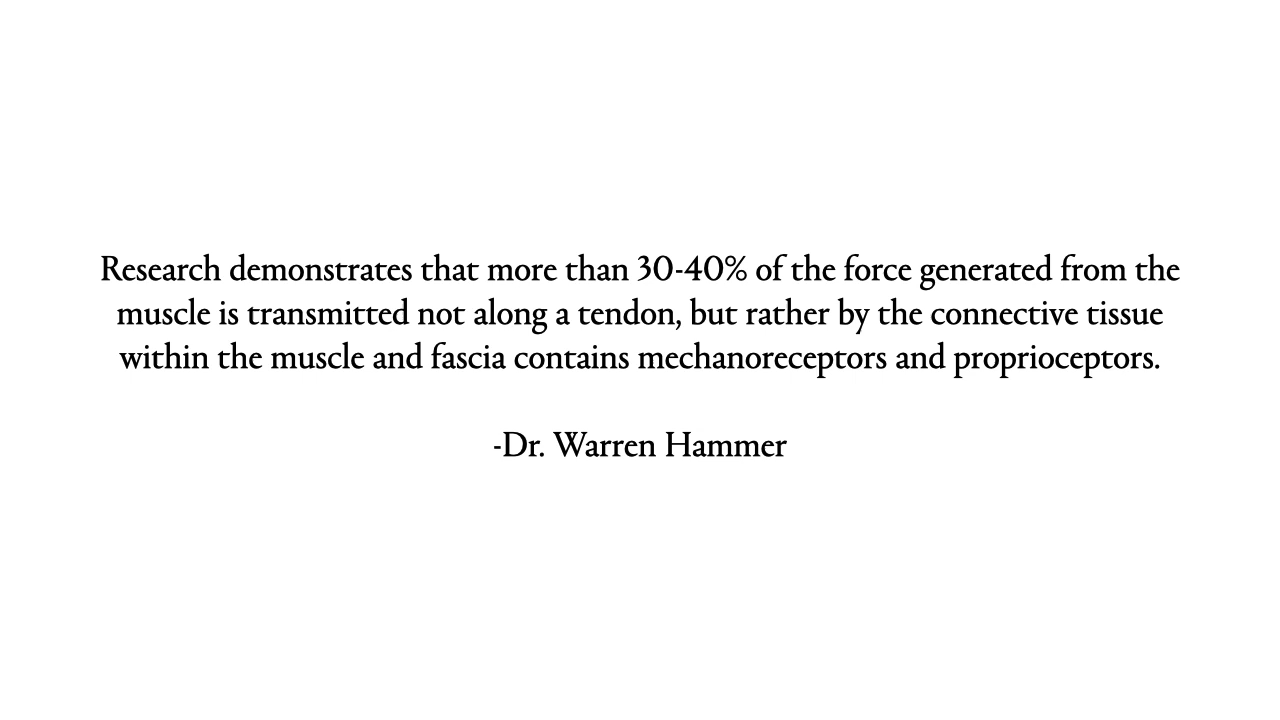 Research demonstrates that more than 30-40% of the force generated from the
muscle is transmitted not along a tendon, but rather by the connective tissue
within the muscle and fascia contains mechanoreceptors and proprioceptors.
-Dr. Warren Hammer